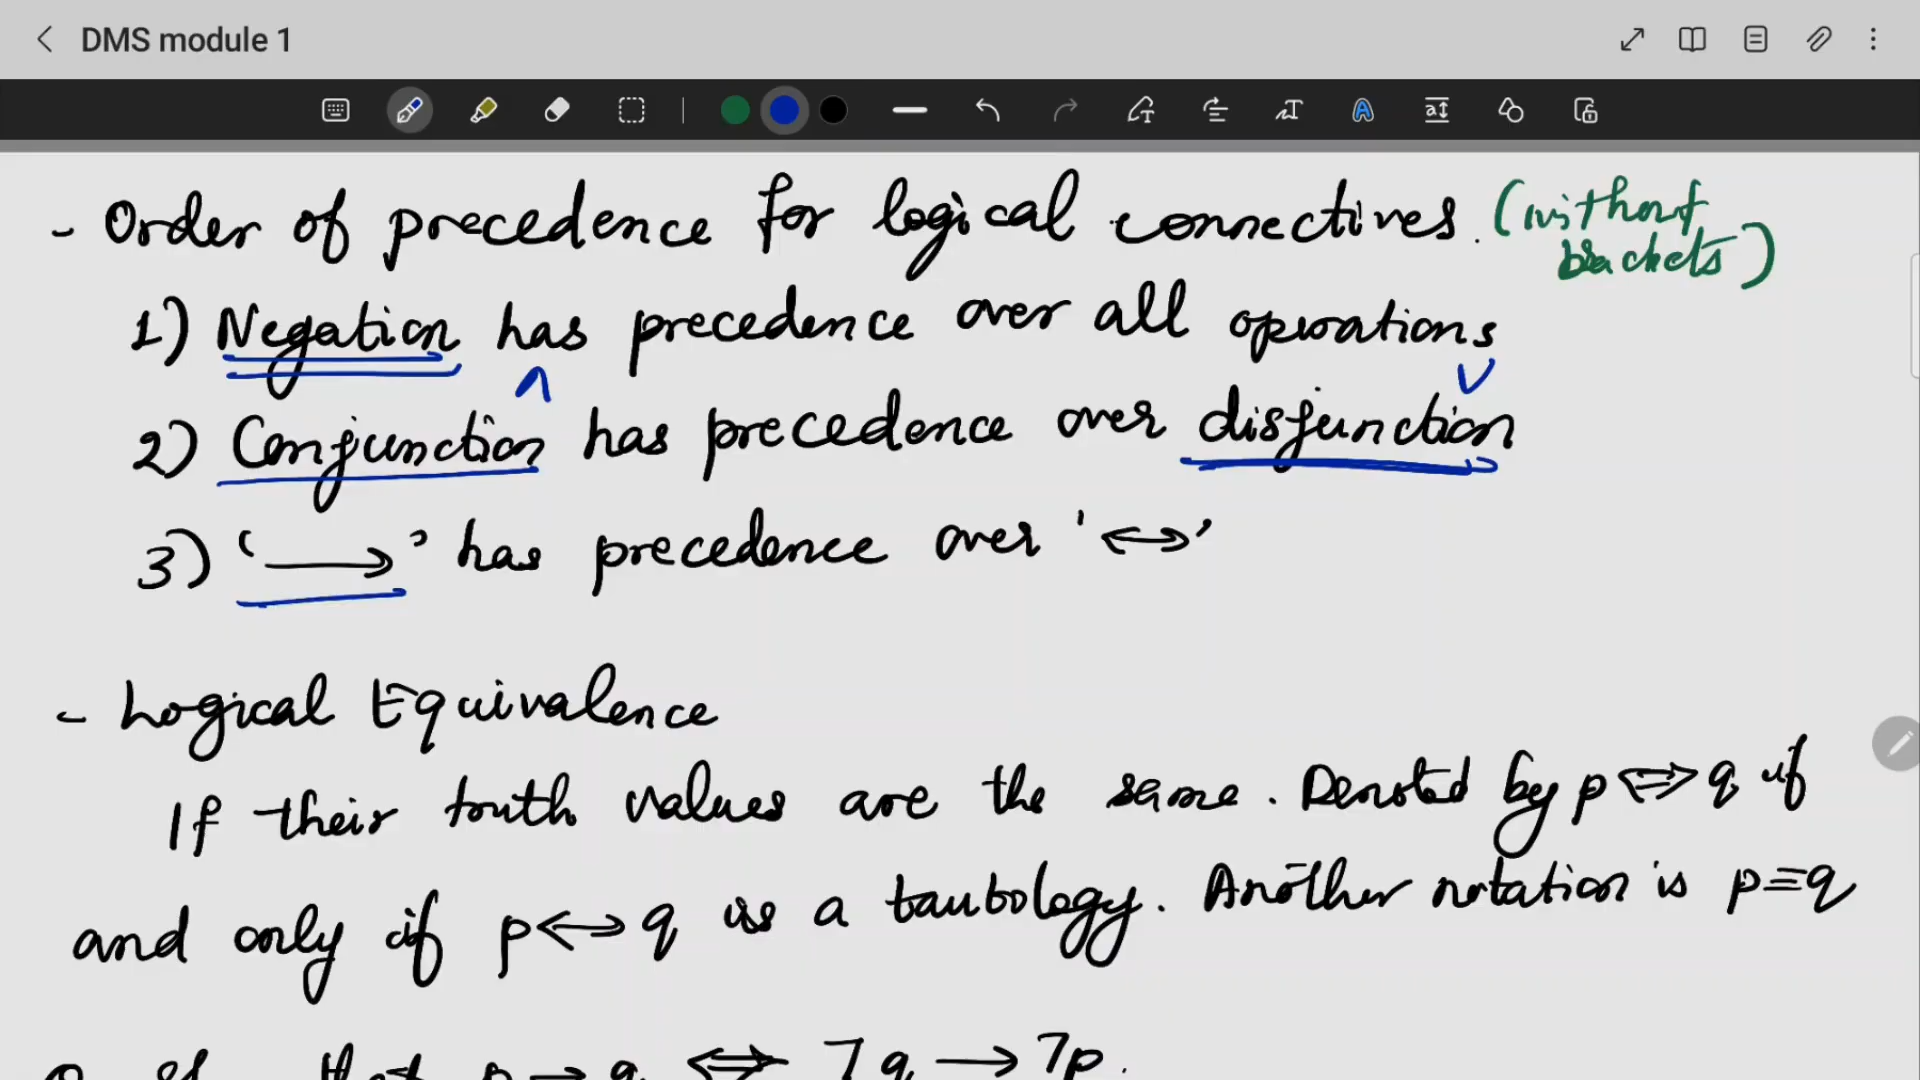 DMS module 1
- Order of precedence for logical connectives. (without brackets)
1) Negation has precedence over all operations
∧ ∨
2) Conjunction has precedence over disjunction
3) '⟶' has precedence over '↔'
- Logical Equivalence
If their truth values are the same. Denoted by p⇔q if
and only if p↔q is a tautology. Another notation is p≡q
that p→q ⇔ ¬q → ¬p.